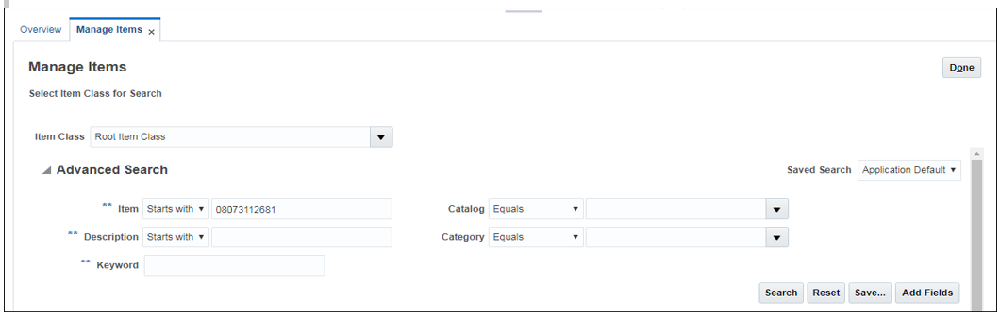 Overview Manage Items x
Manage Items Done
Select Item Class for Search
Item Class Root Item Class
Advanced Search Saved Search Application Default
** Item Starts with 08073112681 Catalog Equals
** Description Starts with Category Equals
** Keyword
Search Reset Save... Add Fields